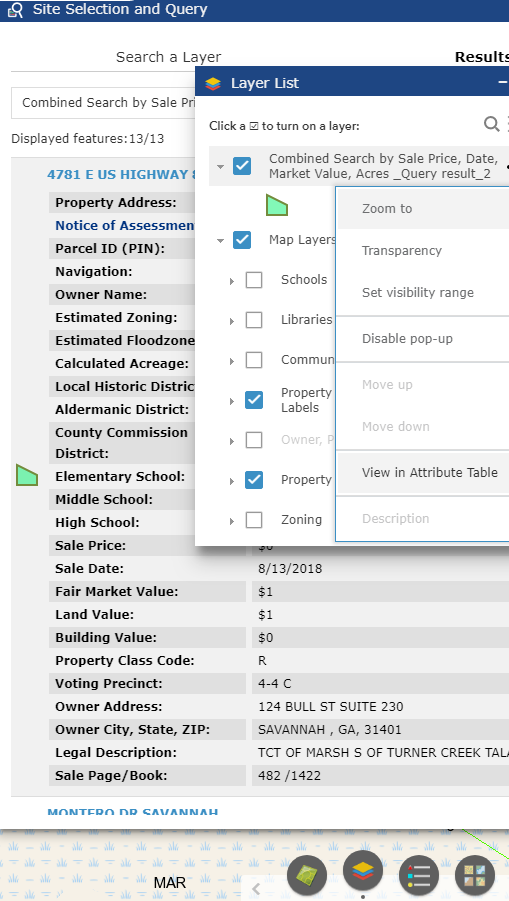 Site Selection and Query
Search a Layer
Results
Combined Search by Sale Pri
Displayed features:13/13
4781 E US HIGHWAY
Property Address:
Notice of Assessmen
Parcel ID (PIN):
Navigation:
Owner Name:
Estimated Zoning:
Estimated Floodzone
Calculated Acreage:
Local Historic Distric
Aldermanic District:
County Commission
District:
Elementary School:
Middle School:
High School:
Sale Price: $0
Sale Date: 8/13/2018
Fair Market Value: $1
Land Value: $1
Building Value: $0
Property Class Code: R
Voting Precinct: 4-4 C
Owner Address: 124 BULL ST SUITE 230
Owner City, State, ZIP: SAVANNAH , GA, 31401
Legal Description: TCT OF MARSH S OF TURNER CREEK TALA
Sale Page/Book: 482 /1422
MONTERO DR SAVANNAH
Layer List
Click a ☑ to turn on a layer:
Combined Search by Sale Price, Date,
Market Value, Acres _Query result_2
Map Layers
Schools
Libraries
Commun
Property
Labels
Owner, P
Property
Zoning
Zoom to
Transparency
Set visibility range
Disable pop-up
Move up
Move down
View in Attribute Table
Description
MAR